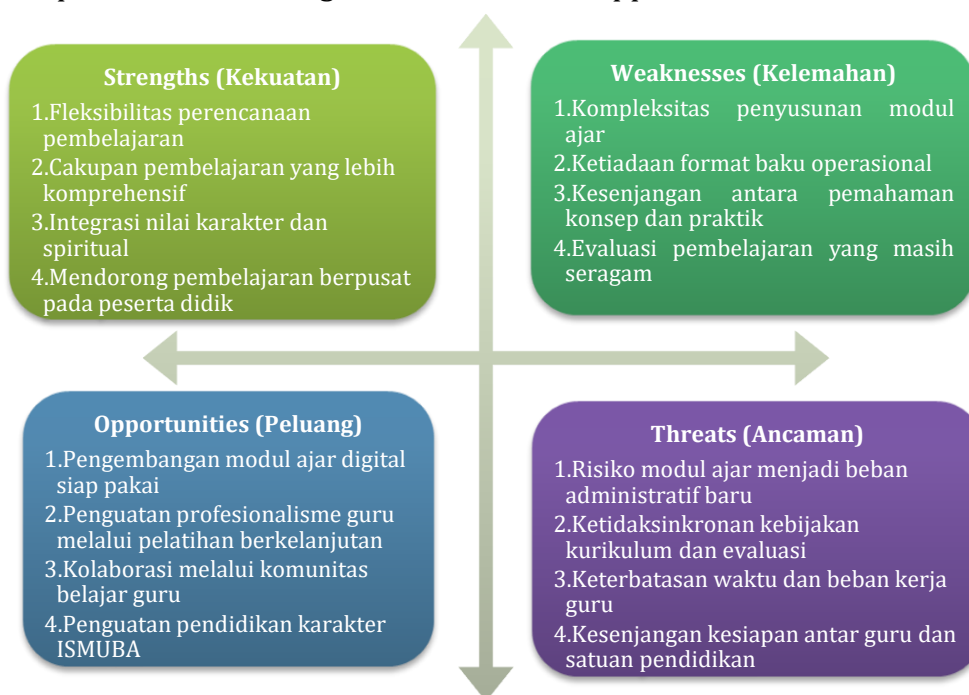 Strengths (Kekuatan)
1.Fleksibilitas perencanaan
pembelajaran
2.Cakupan pembelajaran yang lebih
komprehensif
3.Integrasi nilai karakter dan
spiritual
4.Mendorong pembelajaran berpusat
pada peserta didik
Weaknesses (Kelemahan)
1.Kompleksitas penyusunan modul
ajar
2.Ketiadaan format baku operasional
3.Kesenjangan antara pemahaman
konsep dan praktik
4.Evaluasi pembelajaran yang masih
seragam
Opportunities (Peluang)
1.Pengembangan modul ajar digital
siap pakai
2.Penguatan profesionalisme guru
melalui pelatihan berkelanjutan
3.Kolaborasi melalui komunitas
belajar guru
4.Penguatan pendidikan karakter
ISMUBA
Threats (Ancaman)
1.Risiko modul ajar menjadi beban
administratif baru
2.Ketidaksinkronan kebijakan
kurikulum dan evaluasi
3.Keterbatasan waktu dan beban kerja
guru
4.Kesenjangan kesiapan antar guru dan
satuan pendidikan